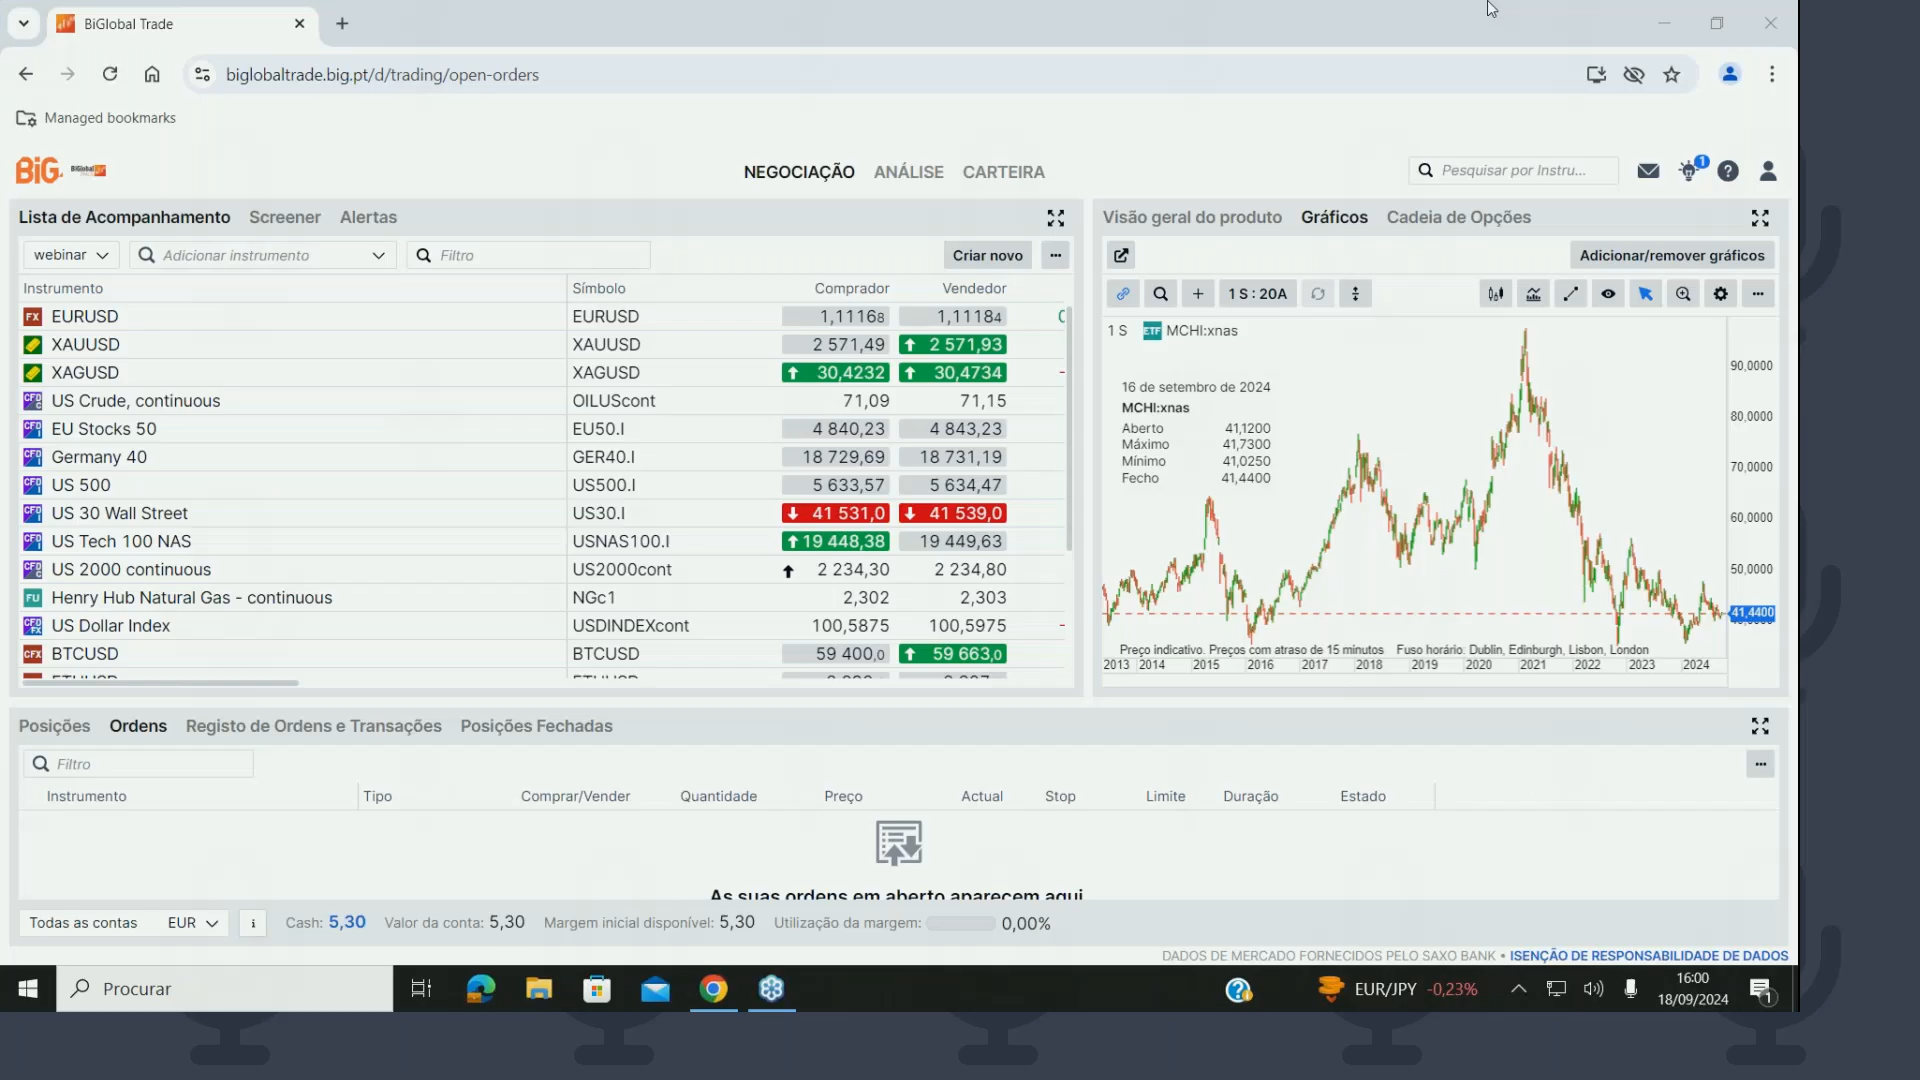 BiGlobal Trade
biglobaltrade.big.pt/d/trading/open-orders
Managed bookmarks
BiG
NEGOCIAÇÃO ANÁLISE CARTEIRA
Pesquisar por Instru...
1
Lista de Acompanhamento Screener Alertas
webinar Adicionar instrumento Filtro Criar novo
Instrumento Símbolo Comprador Vendedor
FX EURUSD EURUSD 1,11168 1,11184
XAUUSD XAUUSD 2 571,49 2 571,93
XAGUSD XAGUSD 30,4232 30,4734
US Crude, continuous OILUScont 71,09 71,15
EU Stocks 50 EU50.I 4 840,23 4 843,23
Germany 40 GER40.I 18 729,69 18 731,19
US 500 US500.I 5 633,57 5 634,47
US 30 Wall Street US30.I 41 531,0 41 539,0
US Tech 100 NAS USNAS100.I 19 448,38 19 449,63
US 2000 continuous US2000cont 2 234,30 2 234,80
FU Henry Hub Natural Gas - continuous NGc1 2,302 2,303
US Dollar Index USDINDEXcont 100,5875 100,5975
CFX BTCUSD BTCUSD 59 400,0 59 663,0
Visão geral do produto Gráficos Cadeia de Opções
Adicionar/remover gráficos
1 S : 20A
1 S ETF MCHI:xnas
16 de setembro de 2024
MCHI:xnas
Aberto 41,1200
Máximo 41,7300
Mínimo 41,0250
Fecho 41,4400
90,0000
80,0000
70,0000
60,0000
50,0000
41,4400
Preço indicativo. Preços com atraso de 15 minutos Fuso horário: Dublin, Edinburgh, Lisbon, London
2013 2014 2015 2016 2017 2018 2019 2020 2021 2022 2023 2024
Posições Ordens Registo de Ordens e Transações Posições Fechadas
Filtro
Instrumento Tipo Comprar/Vender Quantidade Preço Actual Stop Limite Duração Estado
As suas ordens em aberto aparecem aqui
Todas as contas EUR i Cash: 5,30 Valor da conta: 5,30 Margem inicial disponível: 5,30 Utilização da margem: 0,00%
DADOS DE MERCADO FORNECIDOS PELO SAXO BANK • ISENÇÃO DE RESPONSABILIDADE DE DADOS
Procurar
EUR/JPY -0,23%
16:00
18/09/2024
1